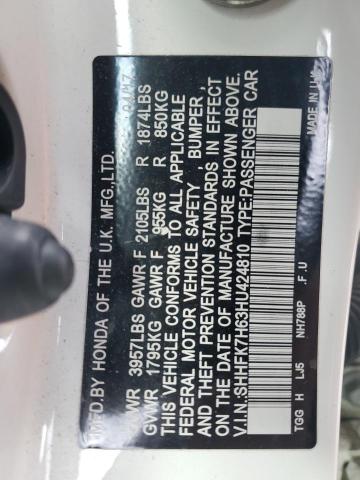 MFD.BY HONDA OF THE U.K. MFG.,LTD. 04/17
GVWR 3957LBS GAWR F 2105LBS R 1874LBS
GVWR 1795KG GAWR F 955KG R 850KG
THIS VEHICLE CONFORMS TO ALL APPLICABLE
FEDERAL MOTOR VEHICLE SAFETY , BUMPER ,
AND THEFT PREVENTION STANDARDS IN EFFECT
ON THE DATE OF MANUFACTURE SHOWN ABOVE.
V.I.N.:SHHFK7H63HU424810 TYPE:PASSENGER CAR
TGG H LJ5 NH788P .F .U MADE IN U.K.